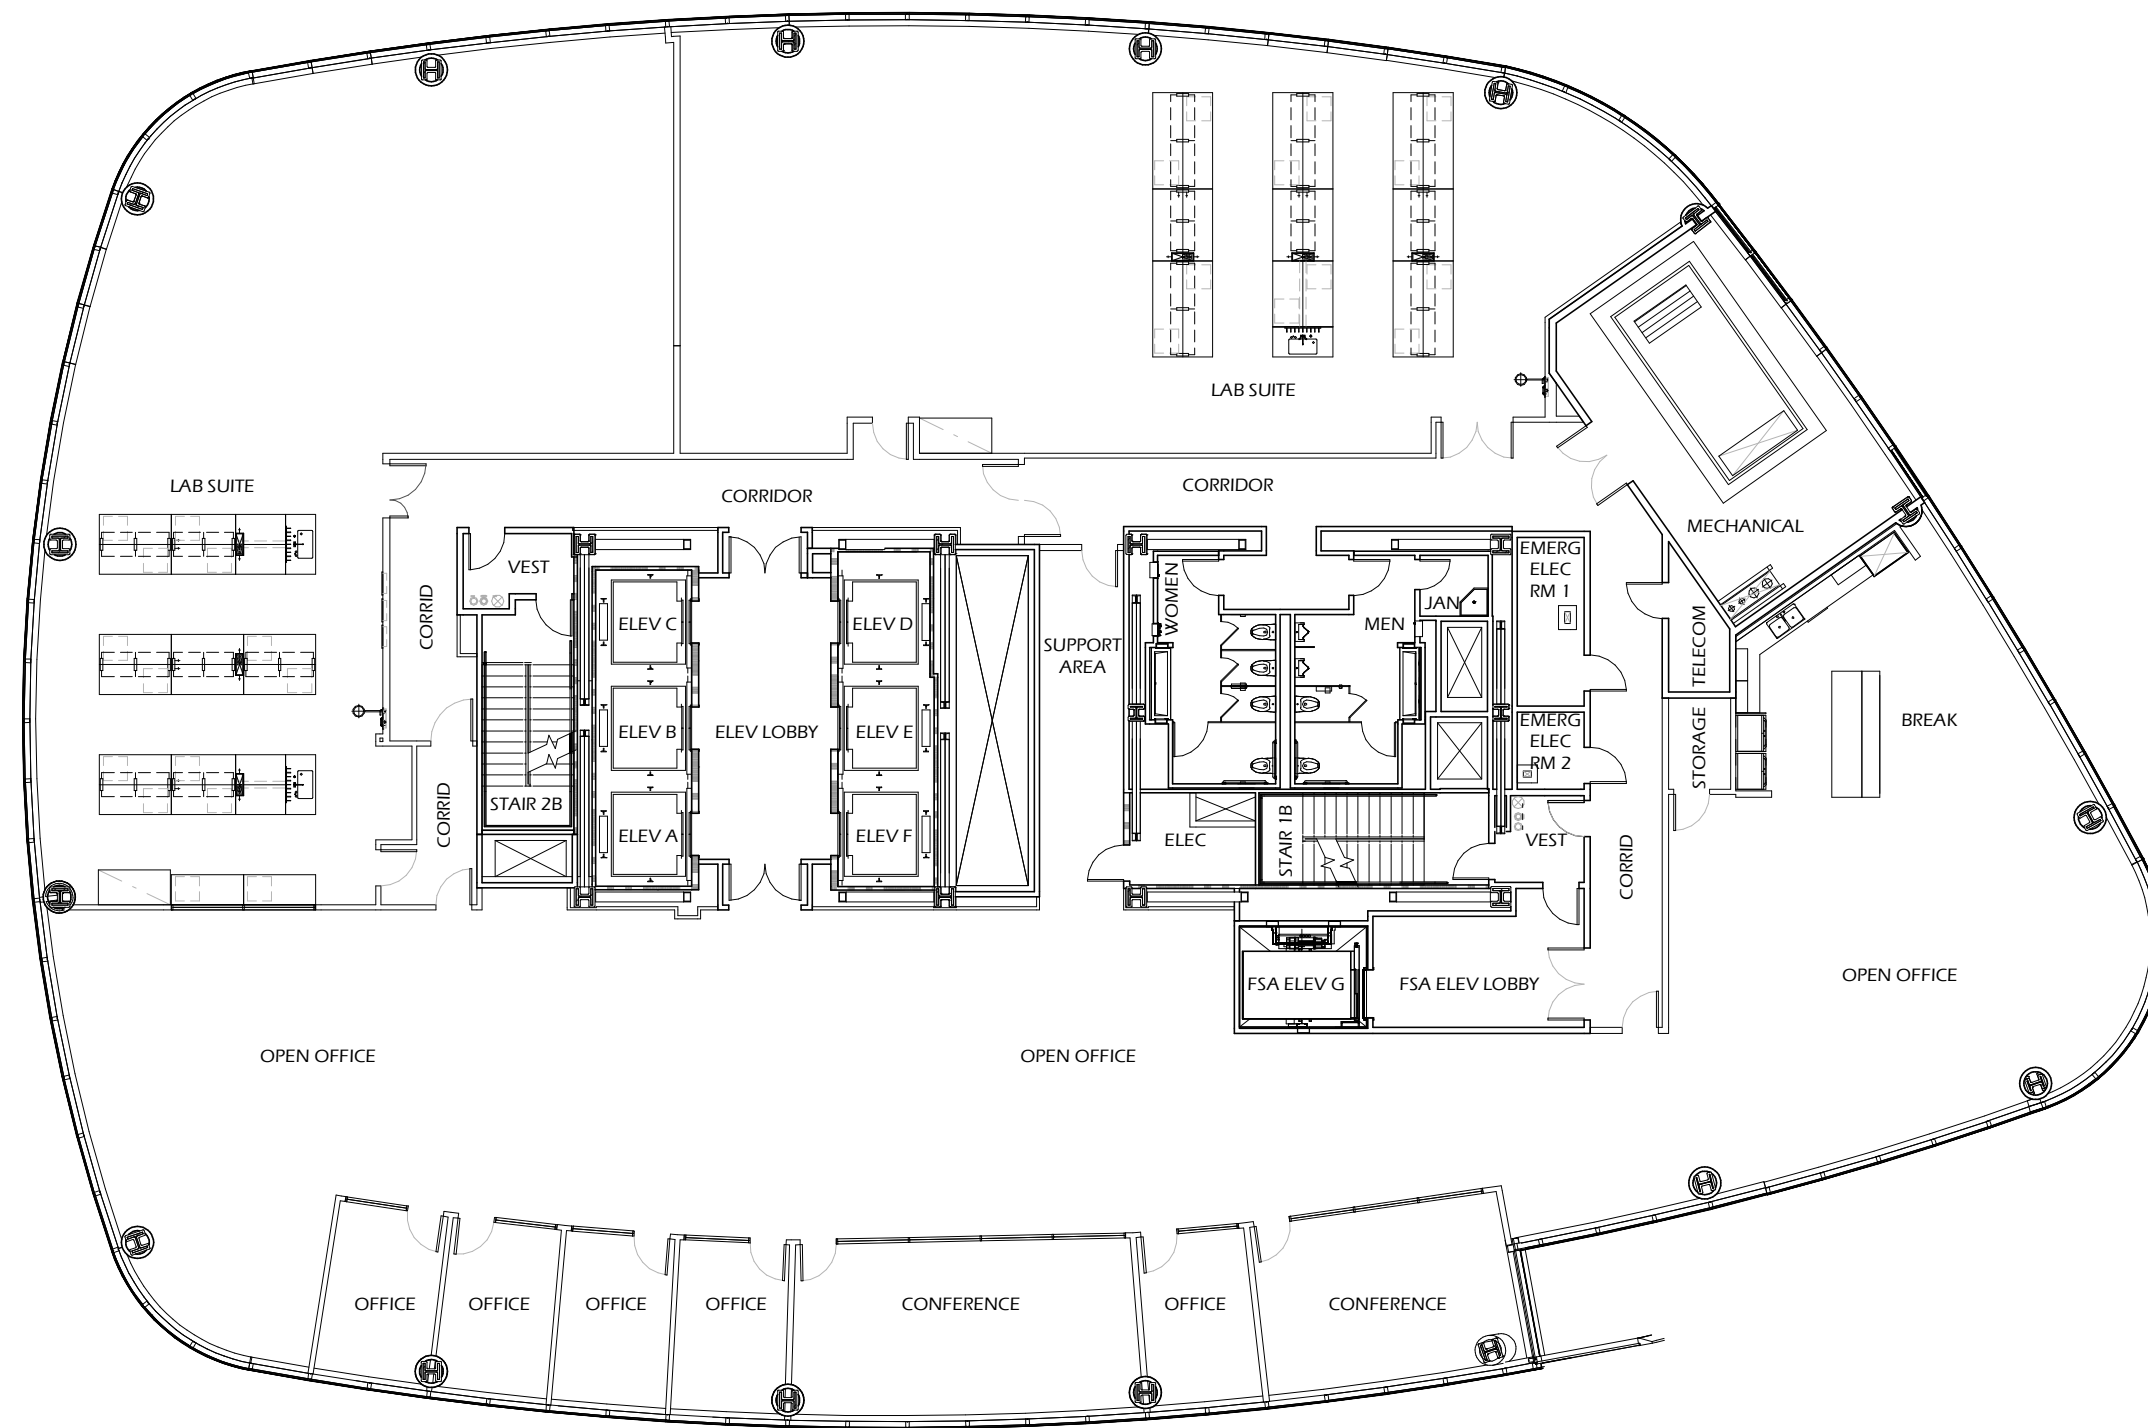 LAB SUITE
LAB SUITE
CORRIDOR
CORRIDOR
MECHANICAL
VEST
CORRID
ELEV C
ELEV D
WOMEN
MEN
JAN
EMERG
ELEC
RM 1
SUPPORT
AREA
TELECOM
ELEV B
ELEV LOBBY
ELEV E
EMERG
ELEC
RM 2
STORAGE
BREAK
STAIR 2B
CORRID
ELEV A
ELEV F
ELEC
STAIR 1B
VEST
CORRID
FSA ELEV G
FSA ELEV LOBBY
OPEN OFFICE
OPEN OFFICE
OPEN OFFICE
OFFICE
OFFICE
OFFICE
OFFICE
CONFERENCE
OFFICE
CONFERENCE